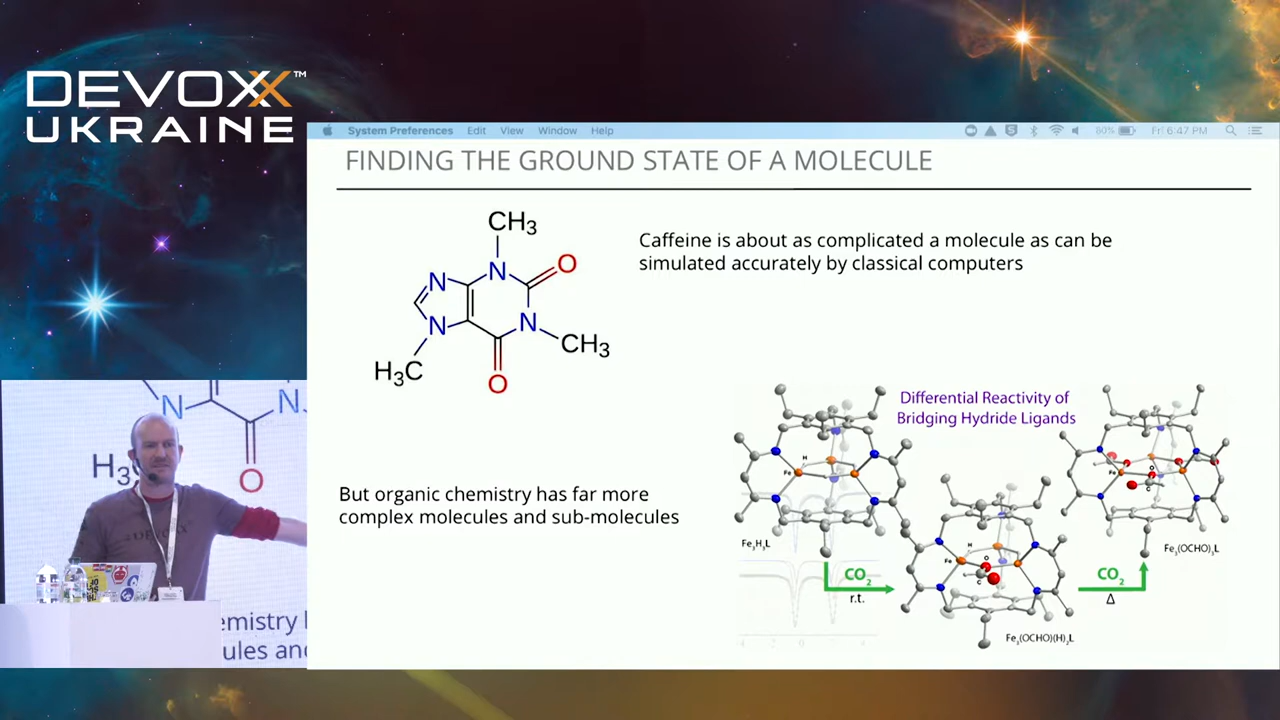 DEVOXX™
UKRAINE
System Preferences Edit View Window Help
80% Fri 6:47 PM
FINDING THE GROUND STATE OF A MOLECULE
CH3
N
O
N
N
N
CH3
H3C
O
Caffeine is about as complicated a molecule as can be
simulated accurately by classical computers
But organic chemistry has far more
complex molecules and sub-molecules
Differential Reactivity of
Bridging Hydride Ligands
H
Fe
Fe3H3L
CO2
r.t.
H
Fe
O
C
Fe3(OCHO)(H)2L
CO2
Δ
Fe
O
C
Fe3(OCHO)3L
N
N
H3C
O
emistry
ules and